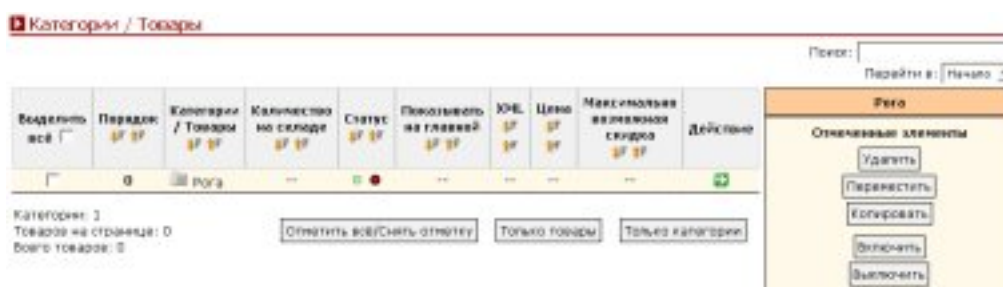 Категории / Товары
Поиск:
Перейти в: Начало
Выделить всё
Порядок
Категории / Товары
Количество на складе
Статус
Показывать на главной
XML
Цена
Максимально возможная скидка
Действие
0
Рога
--
--
--
--
--
Категории: 1
Товаров на странице: 0
Всего товаров: 0
Отметить всё/Снять отметку
Только товары
Только категории
Рога
Отмеченные элементы
Удалить
Переместить
Копировать
Включить
Выключить